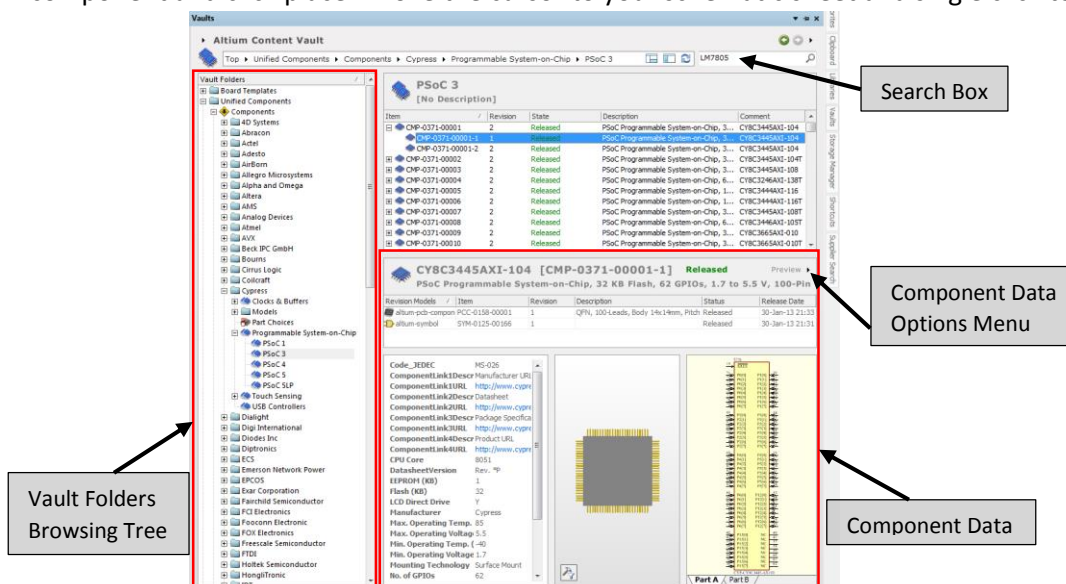 Vaults
Altium Content Vault
Top Unified Components Components Cypress Programmable System-on-Chip PSoC 3 LM7805
Search Box
Vault Folders
Board Templates
Unified Components
Components
4D Systems
Abracon
Actel
Adesto
AirBorn
Allegro Microsystems
Alpha and Omega
Altera
AMS
Analog Devices
Atmel
AVX
Beck IPC GmbH
Bourns
Cirrus Logic
Coilcraft
Cypress
Clocks & Buffers
Models
Part Choices
Programmable System-on-Chip
PSoC 1
PSoC 3
PSoC 4
PSoC 5
PSoC 5LP
Touch Sensing
USB Controllers
Dialight
Digi International
Diodes Inc
Diptronics
ECS
Emerson Network Power
EPCOS
Exar Corporation
Fairchild Semiconductor
FCI Electronics
Fooconn Electronic
FOX Electronics
Freescale Semiconductor
FTDI
Holtek Semiconductor
HongliTronic
PSoC 3
[No Description]
Item Revision State Description Comment
CMP-0371-00001 2 Released PSoC Programmable System-on-Chip, 3... CY8C3445AXI-104
CMP-0371-00001-1 1 Released PSoC Programmable System-on-Chip, 3... CY8C3445AXI-104
CMP-0371-00001-2 2 Released PSoC Programmable System-on-Chip, 3... CY8C3445AXI-104
CMP-0371-00002 2 Released PSoC Programmable System-on-Chip, 3... CY8C3445AXI-104T
CMP-0371-00003 2 Released PSoC Programmable System-on-Chip, 3... CY8C3445AXI-108
CMP-0371-00004 2 Released PSoC Programmable System-on-Chip, 6... CY8C3246AXI-138T
CMP-0371-00005 2 Released PSoC Programmable System-on-Chip, 1... CY8C3444AXI-116
CMP-0371-00006 2 Released PSoC Programmable System-on-Chip, 1... CY8C3444AXI-116T
CMP-0371-00007 2 Released PSoC Programmable System-on-Chip, 3... CY8C3445AXI-108T
CMP-0371-00008 2 Released PSoC Programmable System-on-Chip, 6... CY8C3446AXI-105T
CMP-0371-00009 2 Released PSoC Programmable System-on-Chip, 3... CY8C3665AXI-010
CMP-0371-00010 2 Released PSoC Programmable System-on-Chip, 3... CY8C3665AXI-010T
CY8C3445AXI-104 [CMP-0371-00001-1] Released Preview
PSoC Programmable System-on-Chip, 32 KB Flash, 62 GPIOs, 1.7 to 5.5 V, 100-Pin
Revision Models Item Revision Description Status Release Date
altium-pcb-compon PCC-0158-00001 1 QFN, 100-Leads, Body 14x14mm, Pitch Released 30-Jan-13 21:33
altium-symbol SYM-0125-00166 1 Released 30-Jan-13 21:31
Code_JEDEC MS-026
ComponentLink1Descr Manufacturer URL
ComponentLink1URL http://www.cypre
ComponentLink2Descr Datasheet
ComponentLink2URL http://www.cypre
ComponentLink3Descr Package Specifica
ComponentLink3URL http://www.cypre
ComponentLink4Descr Product URL
ComponentLink4URL http://www.cypre
CPU Core 8051
DatasheetVersion Rev. *P
EEPROM (KB) 1
Flash (KB) 32
LCD Direct Drive Y
Manufacturer Cypress
Max. Operating Temp. 85
Max. Operating Voltag 5.5
Min. Operating Temp. ( -40
Min. Operating Voltage 1.7
Mounting Technology Surface Mount
No. of GPIOs 62
Part A Part B
Clipboard
Libraries
Vaults
Storage Manager
Shortcuts
Supplier Search
Component Data
Options Menu
Component Data
Vault Folders
Browsing Tree